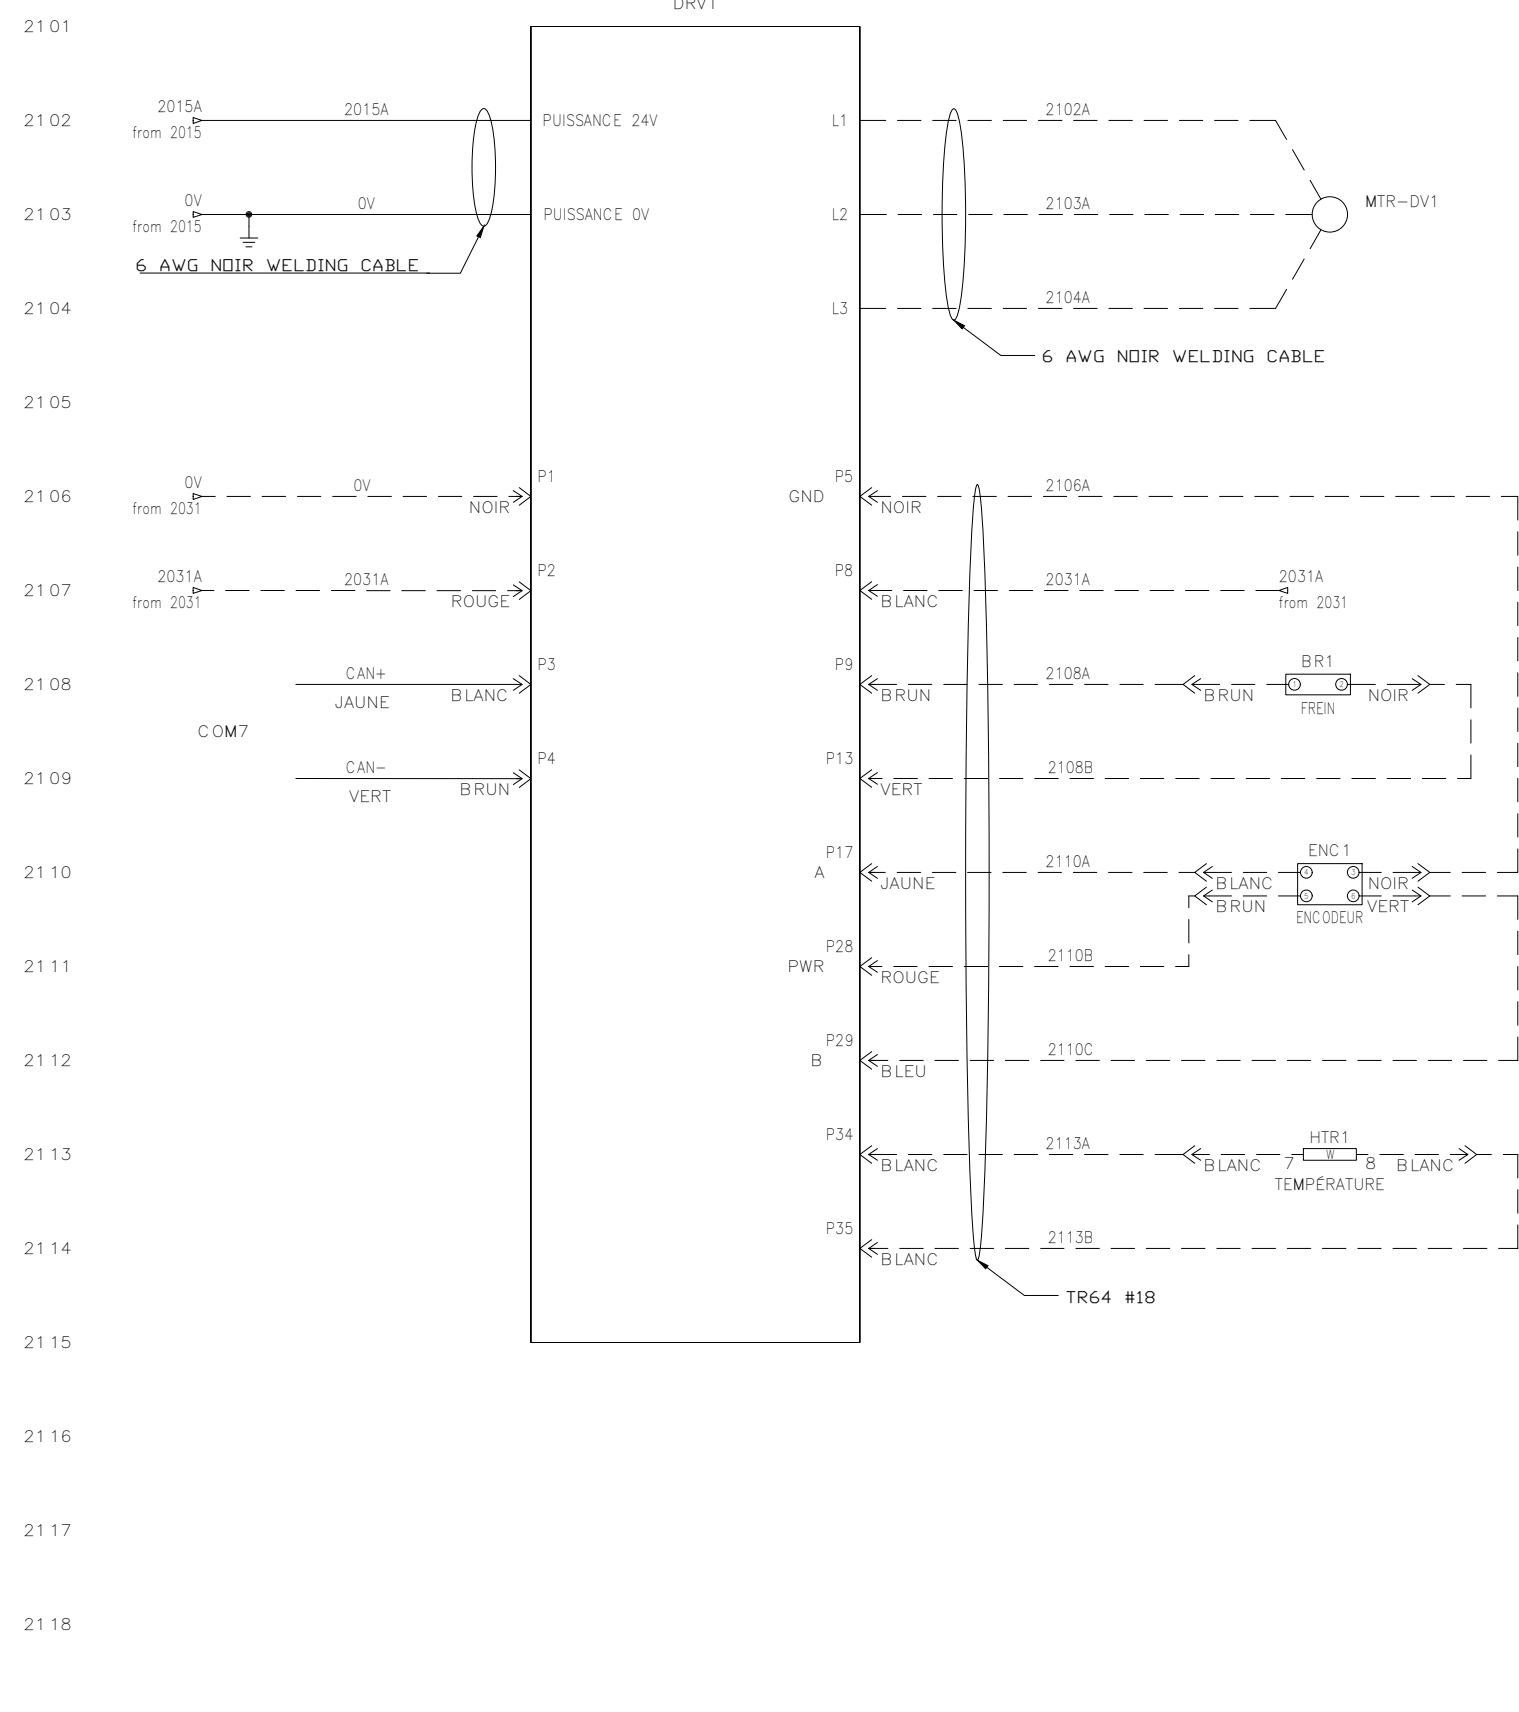 DRV1
2101
2102
2015A
from 2015
2015A
PUISSANCE 24V
L1
2102A
2103
0V
from 2015
0V
PUISSANCE 0V
L2
2103A
MTR-DV1
6 AWG NOIR WELDING CABLE
2104
L3
2104A
6 AWG NOIR WELDING CABLE
2105
2106
0V
from 2031
0V
NOIR
P1
P5
GND
NOIR
2106A
2107
2031A
from 2031
2031A
ROUGE
P2
P8
BLANC
2031A
2031A
from 2031
2108
CAN+
JAUNE
BLANC
P3
P9
BRUN
2108A
BRUN
BR1
1
2
FREIN
NOIR
COM7
2109
CAN-
VERT
BRUN
P4
P13
VERT
2108B
2110
P17
A
JAUNE
2110A
BLANC
BRUN
ENC1
4
3
5
6
ENCODEUR
NOIR
VERT
2111
P28
PWR
ROUGE
2110B
2112
P29
B
BLEU
2110C
2113
P34
BLANC
2113A
BLANC
7
HTR1
W
8
BLANC
TEMPÉRATURE
2114
P35
BLANC
2113B
TR64 #18
2115
2116
2117
2118